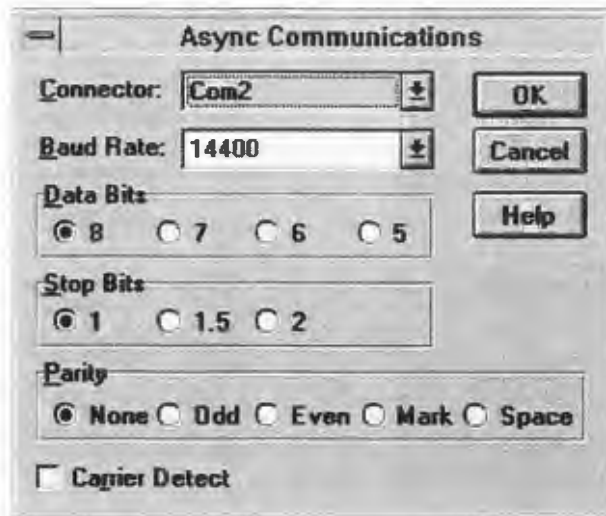 Async Communications
Connector: Com2 OK
Baud Rate: 14400 Cancel
Data Bits Help
8 7 6 5
Stop Bits
1 1.5 2
Parity
None Odd Even Mark Space
Carrier Detect